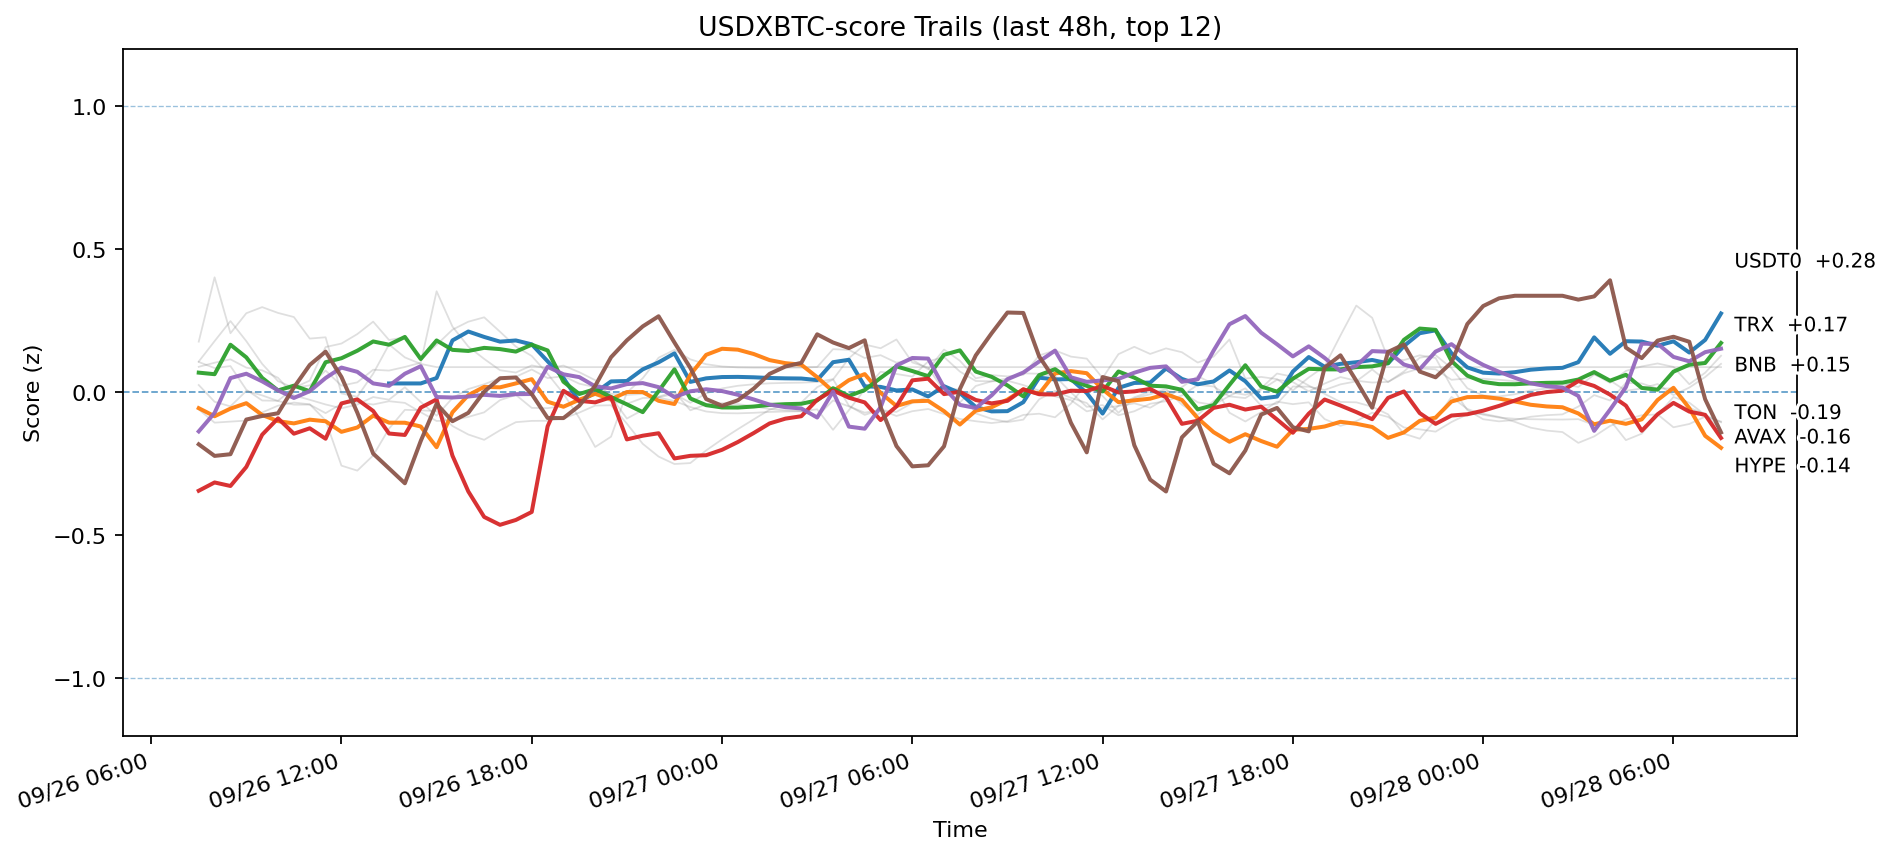 USDXBTC-score Trails (last 48h, top 12)
1.0
0.5
0.0
−0.5
−1.0
Score (z)
USDT0 +0.28
TRX +0.17
BNB +0.15
TON -0.19
AVAX -0.16
HYPE -0.14
09/26 06:00
09/26 12:00
09/26 18:00
09/27 00:00
09/27 06:00
09/27 12:00
09/27 18:00
09/28 00:00
09/28 06:00
Time